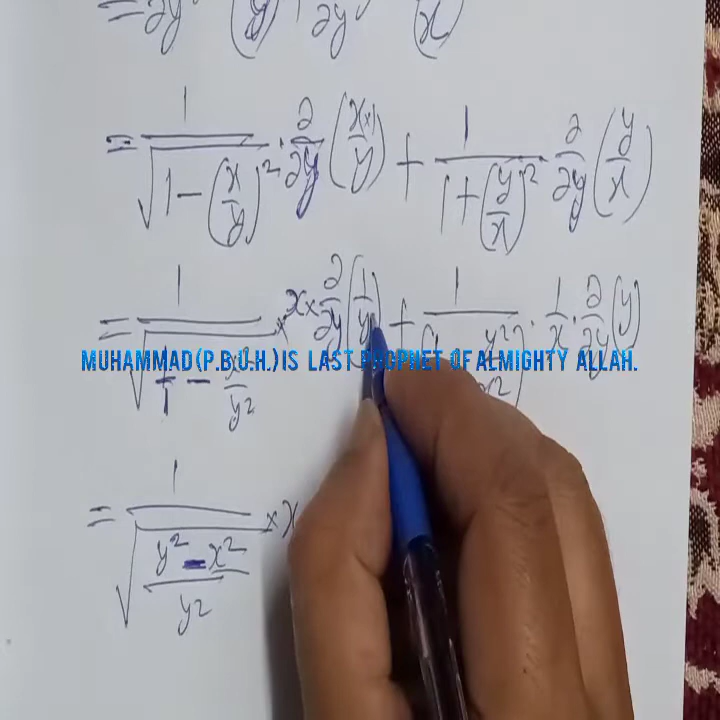 = ∂/∂y (y) + ∂/∂y (x)
= 1/√(1 − (x/y)²) · ∂/∂y (x×1/y) + 1/(1 + (y/x)²) ∂/∂y (y/x)
= 1/√(1/1 − x²/y²) × x × ∂/∂y (1/y) + 1/( y²/x²) · 1/x · ∂/∂y (y)
MUHAMMAD(P.B.U.H.) IS LAST PROPHET OF ALMIGHTY ALLAH.
= 1/√((y² − x²)/y²) × x